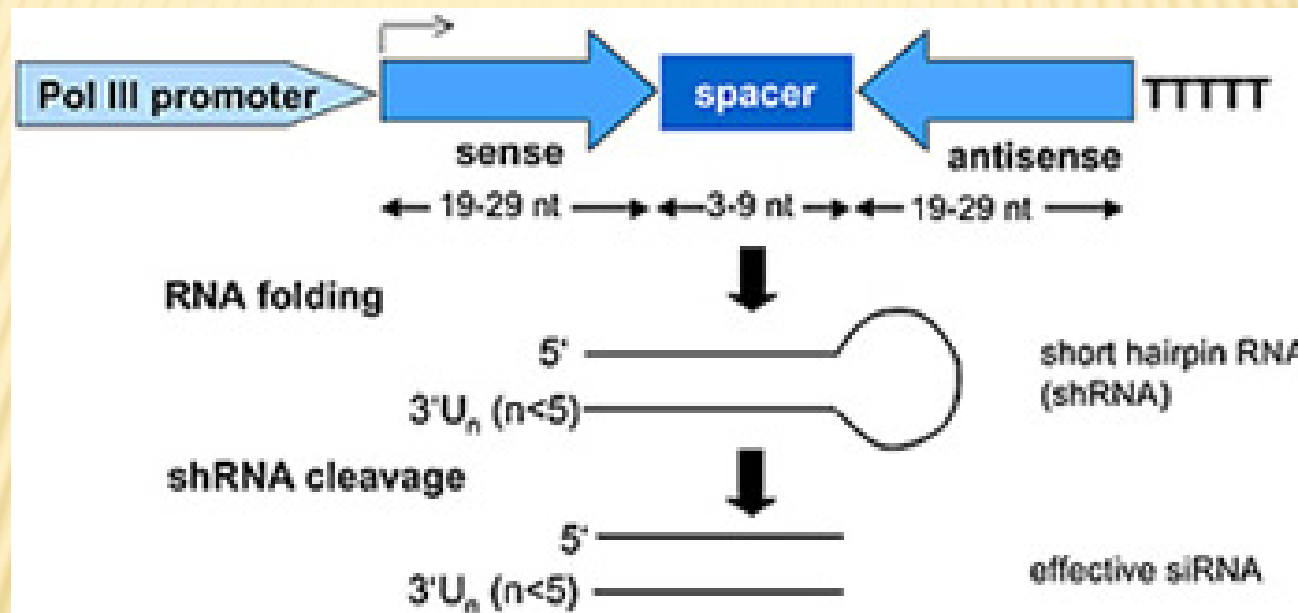 Pol III promoter
spacer
TTTTT
sense
antisense
19-29 nt
3-9 nt
19-29 nt
RNA folding
5'
short hairpin RNA
(shRNA)
3'Un (n<5)
shRNA cleavage
5'
3'Un (n<5)
effective siRNA